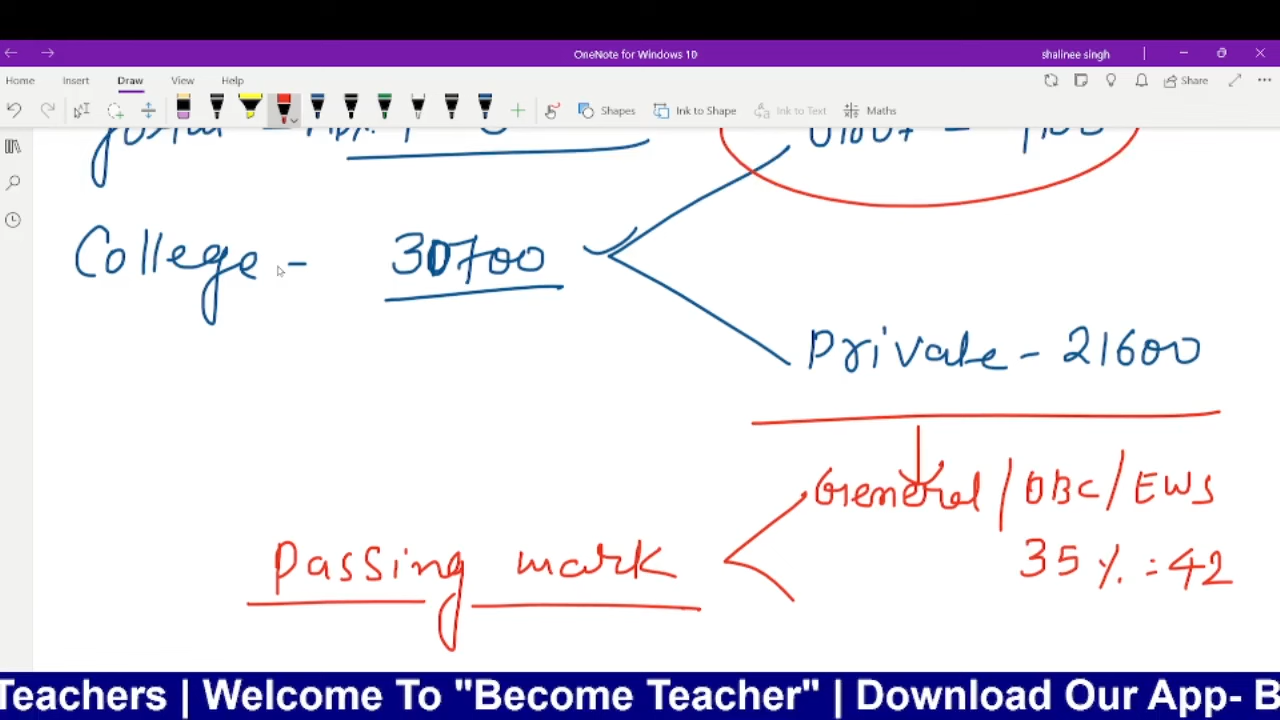 OneNote for Windows 10
shalinee singh
Home Insert Draw View Help
Share
Shapes Ink to Shape Ink to Text Maths
College - 30700
Private - 21600
General / OBC / EWS
35 % = 42
Passing mark
Teachers | Welcome To "Become Teacher" | Download Our App- B